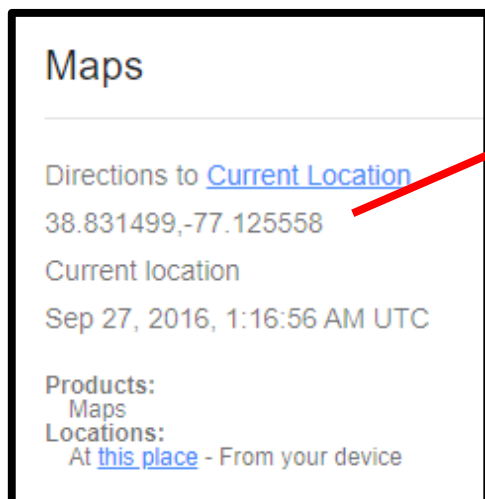 Maps
Directions to Current Location
38.831499,-77.125558
Current location
Sep 27, 2016, 1:16:56 AM UTC
Products:
Maps
Locations:
At this place - From your device